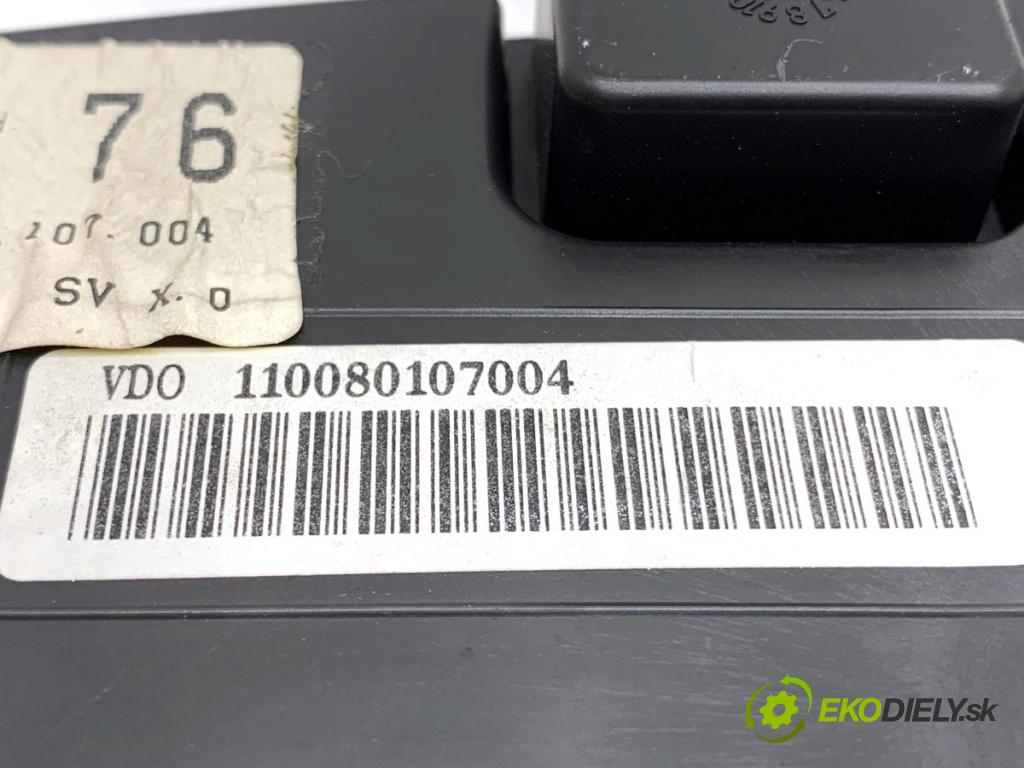 76
107.004
SV X.0
VDO 110080107004
EKODIELY.sk